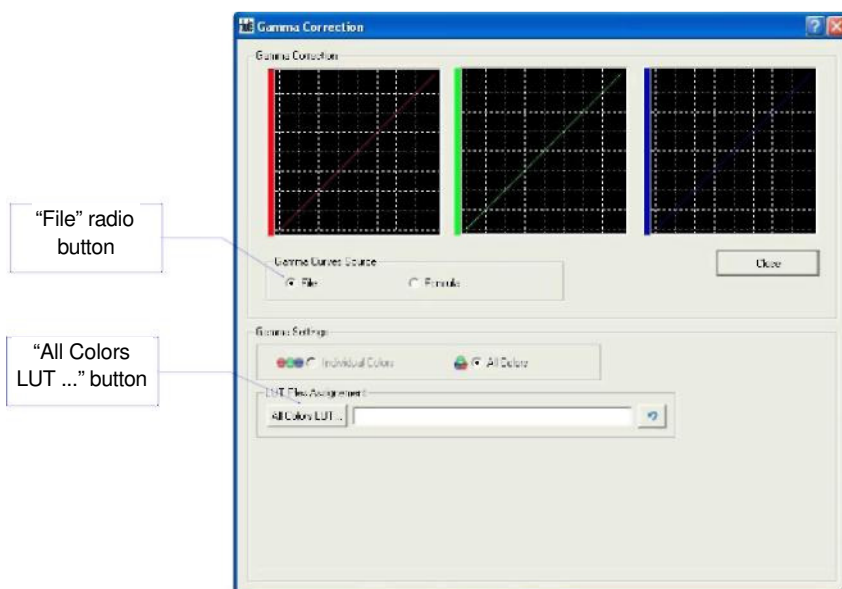 Gamma Correction
Gamma Correction
“File” radio
button
Gamma Curves Source
File
Formula
Close
Gamma Settings
“All Colors
LUT ...” button
Individual Colors
All Colors
LUT Files Assignement
All Colors LUT...